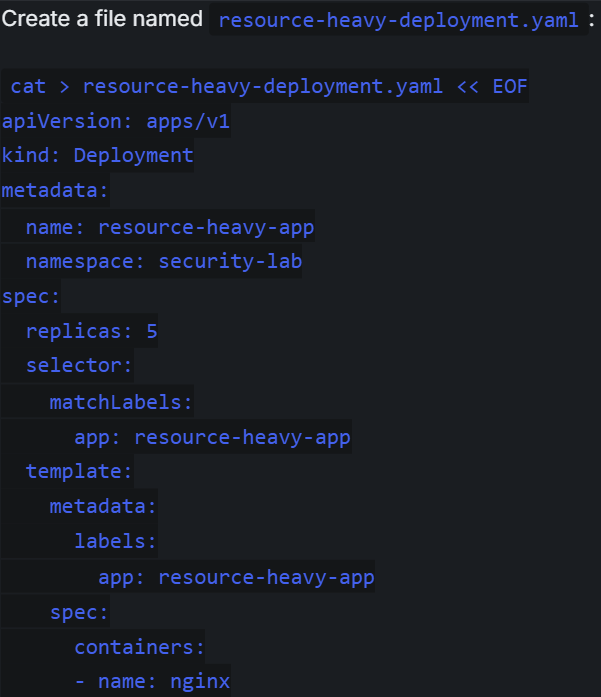 Create a file named resource-heavy-deployment.yaml :
cat > resource-heavy-deployment.yaml << EOF
apiVersion: apps/v1
kind: Deployment
metadata:
  name: resource-heavy-app
  namespace: security-lab
spec:
  replicas: 5
  selector:
    matchLabels:
      app: resource-heavy-app
  template:
    metadata:
      labels:
        app: resource-heavy-app
    spec:
      containers:
      - name: nginx